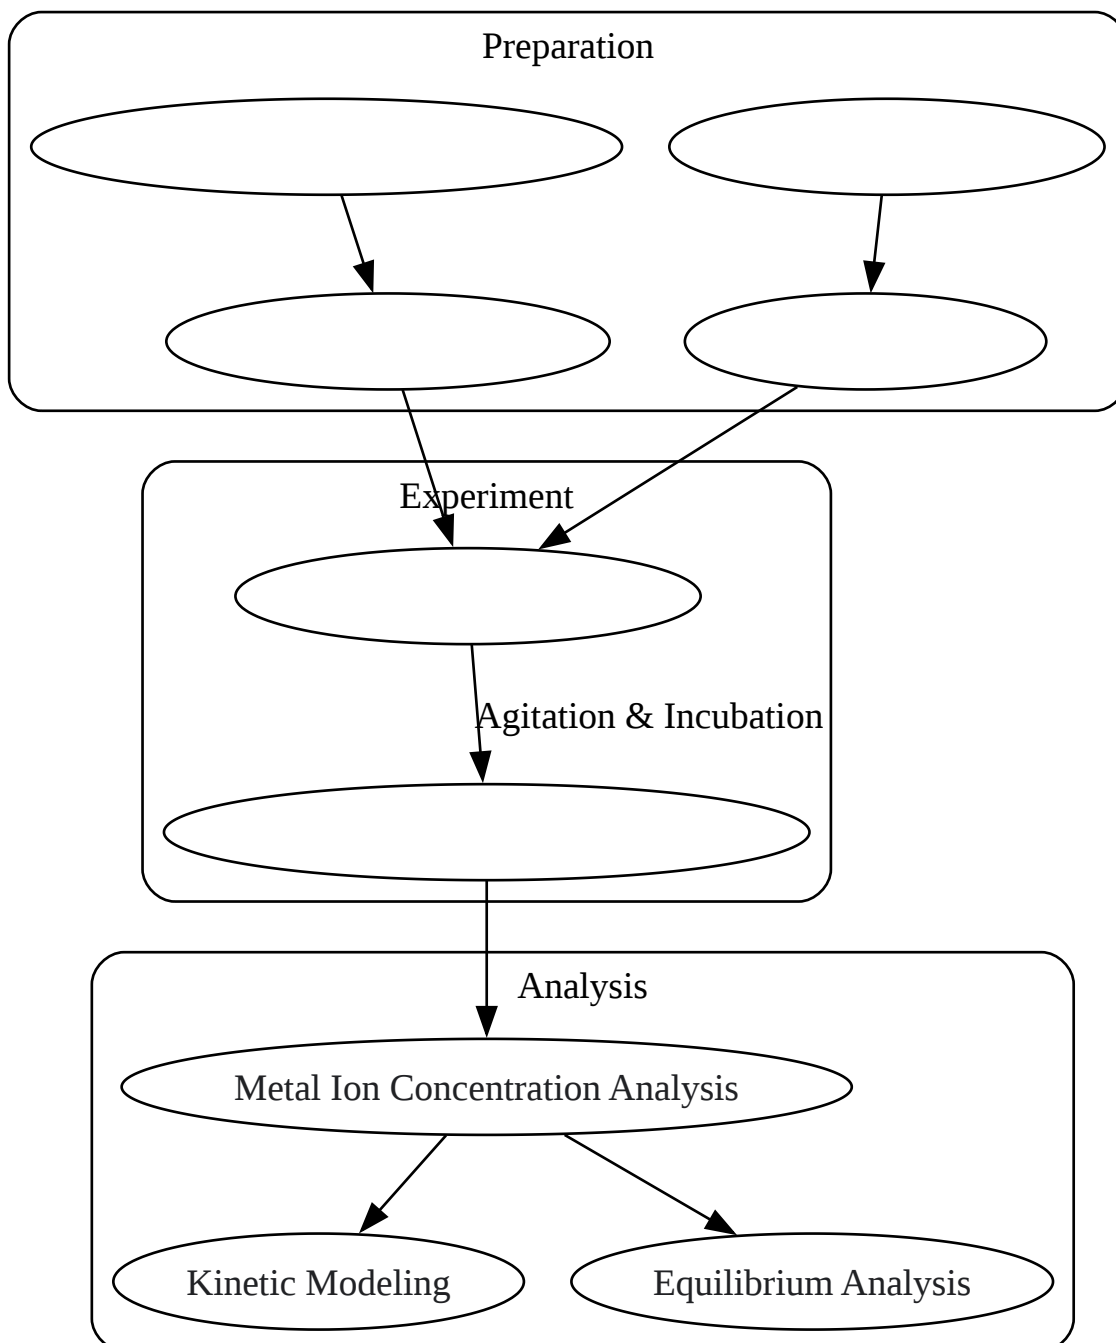 Preparation
Experiment
Agitation & Incubation
Analysis
Metal Ion Concentration Analysis
Kinetic Modeling
Equilibrium Analysis